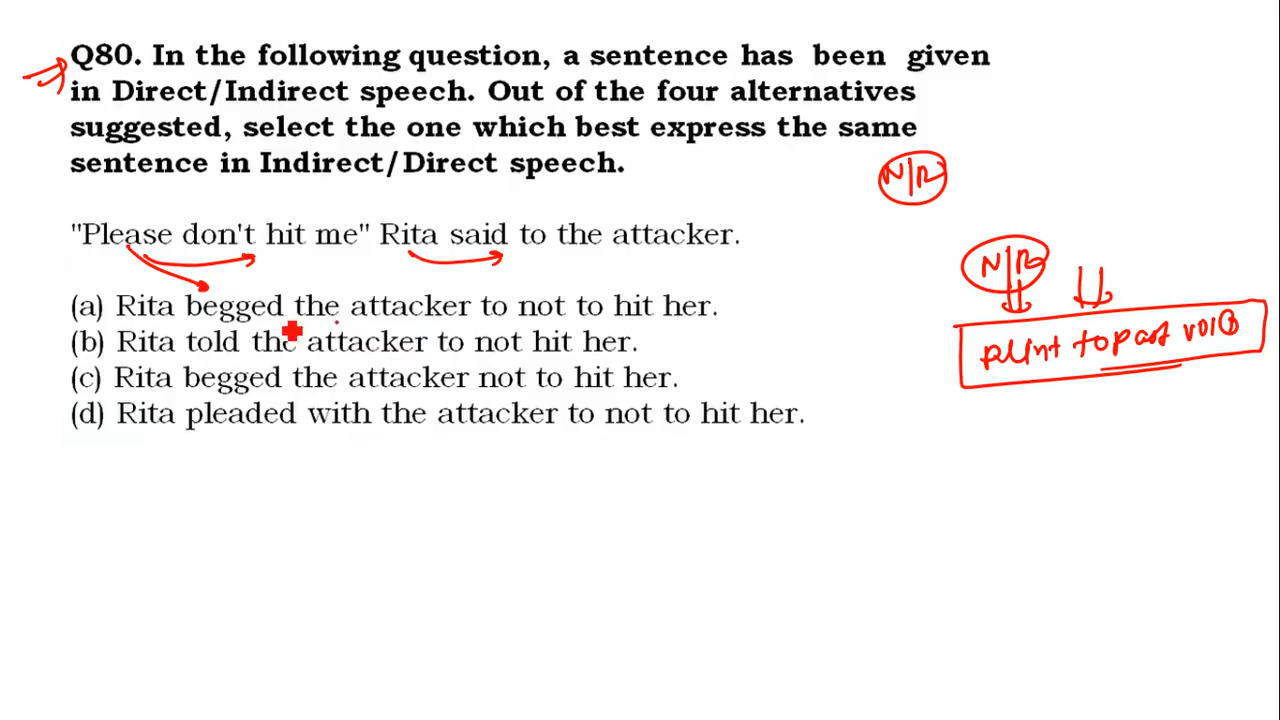 Q80. In the following question, a sentence has been given
in Direct/Indirect speech. Out of the four alternatives
suggested, select the one which best express the same
sentence in Indirect/Direct speech.
N/R
"Please don't hit me" Rita said to the attacker.
N/R
(a) Rita begged the attacker to not to hit her.
(b) Rita told the attacker to not hit her.
to
(c) Rita begged the attacker not to hit her.
(d) Rita pleaded with the attacker to not to hit her.